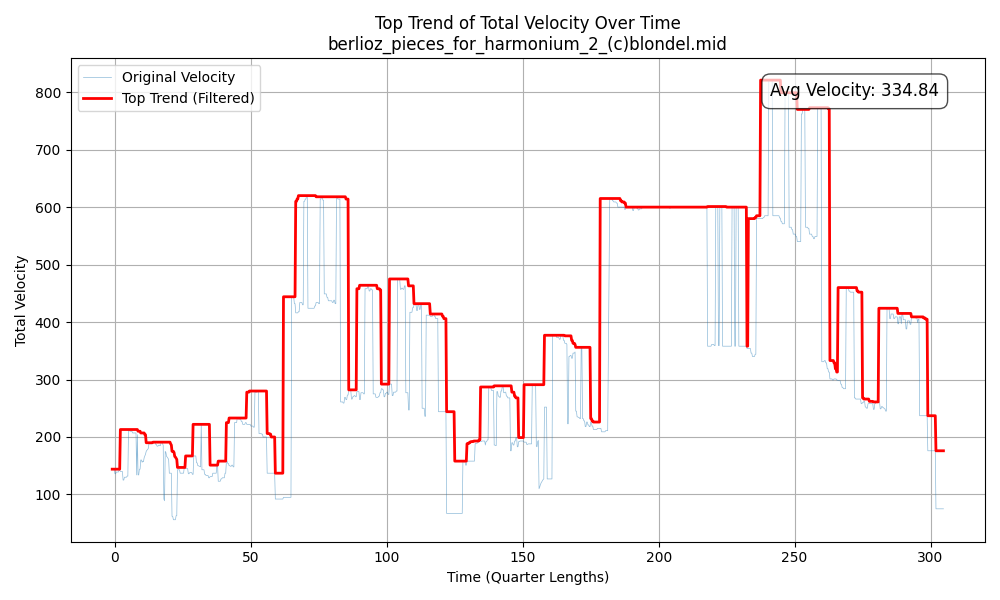 Top Trend of Total Velocity Over Time
berlioz_pieces_for_harmonium_2_(c)blondel.mid
Original Velocity
Top Trend (Filtered)
Avg Velocity: 334.84
Total Velocity
800
700
600
500
400
300
200
100
0 50 100 150 200 250 300
Time (Quarter Lengths)